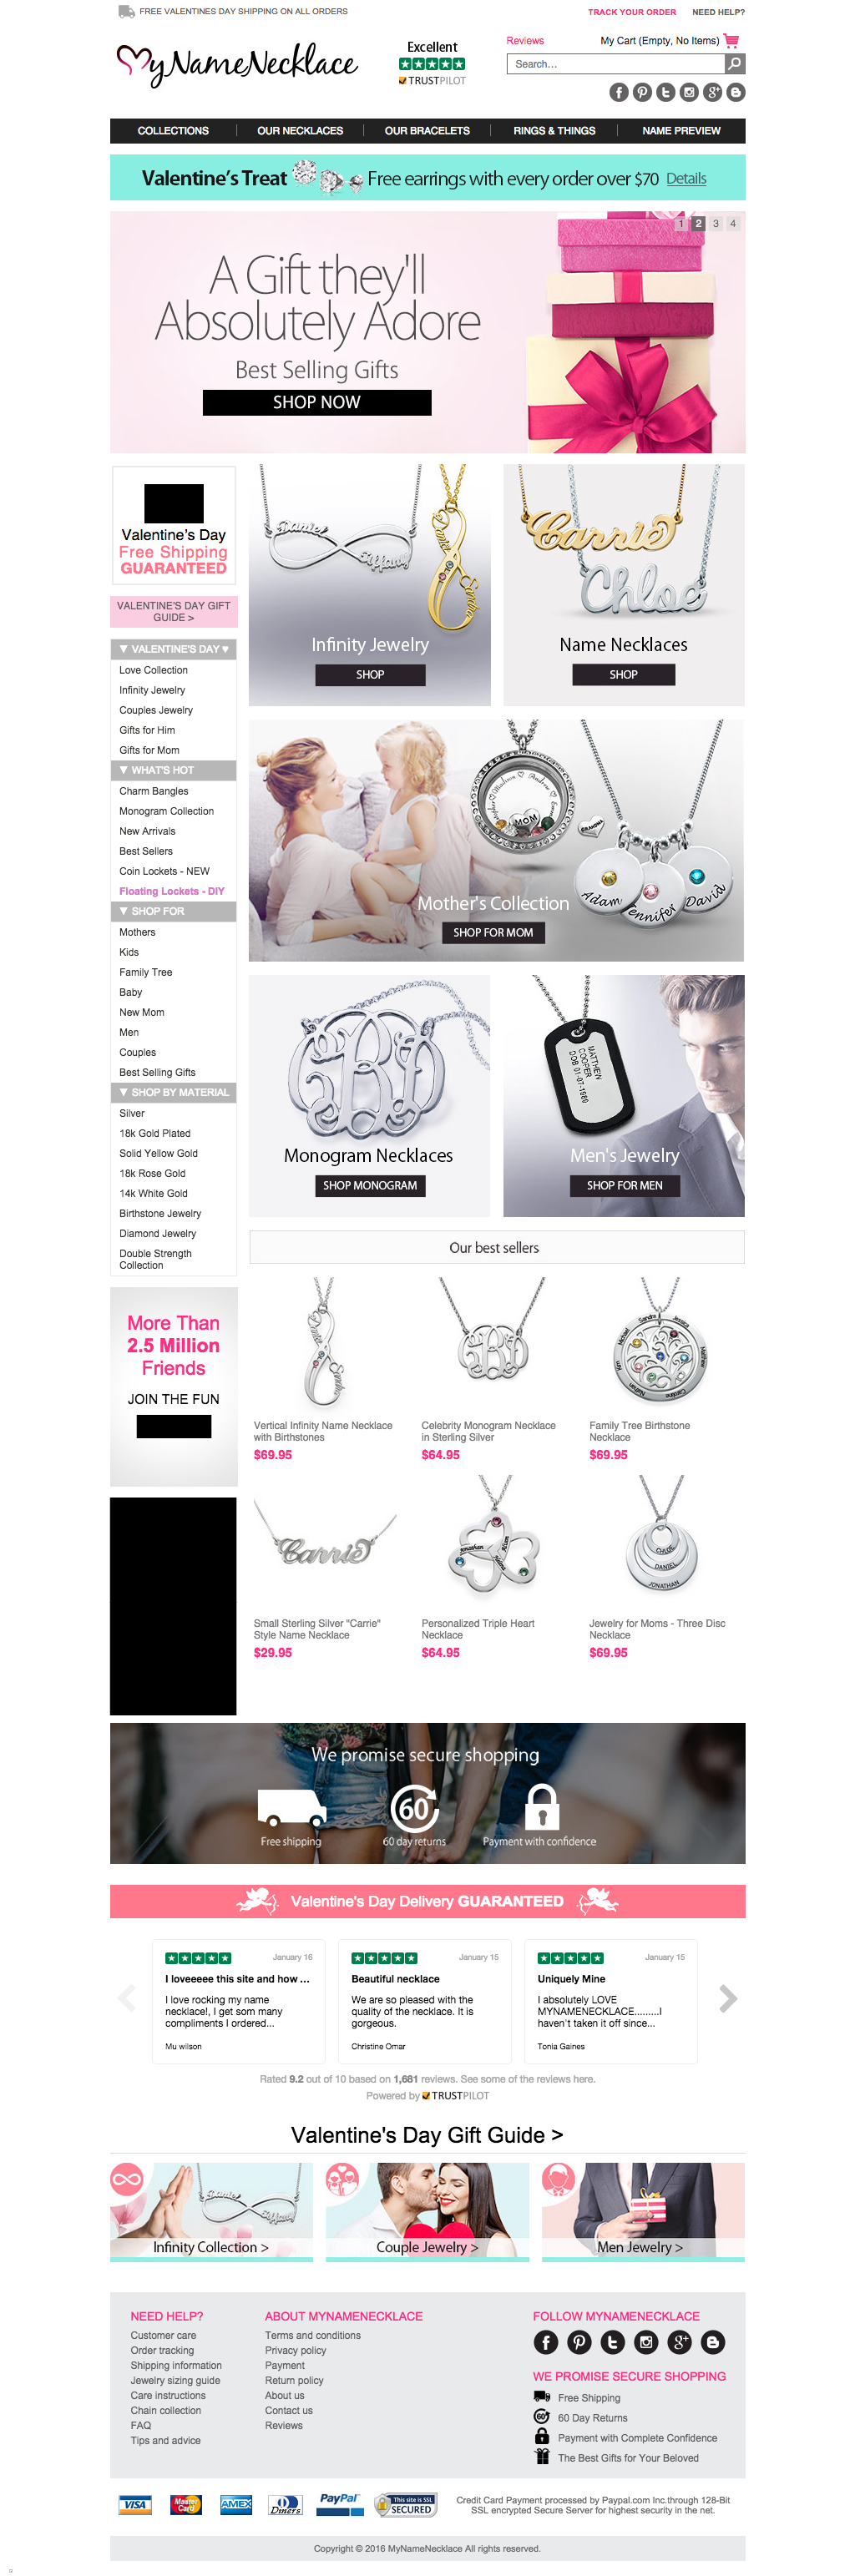 FREE VALENTINES DAY SHIPPING ON ALL ORDERS
TRACK YOUR ORDER
NEED HELP?
MyNameNecklace
Excellent
TRUSTPILOT
Reviews
My Cart (Empty, No Items)
Search...
COLLECTIONS
OUR NECKLACES
OUR BRACELETS
RINGS & THINGS
NAME PREVIEW
Valentine's Treat
Free earrings with every order over $70 Details
1 2 3 4
A Gift they'll
Absolutely Adore
Best Selling Gifts
SHOP NOW
Valentine's Day
Free Shipping
GUARANTEED
VALENTINE'S DAY GIFT
GUIDE >
▼ VALENTINE'S DAY ♥
Love Collection
Infinity Jewelry
Couples Jewelry
Gifts for Him
Gifts for Mom
▼ WHAT'S HOT
Charm Bangles
Monogram Collection
New Arrivals
Best Sellers
Coin Lockets - NEW
Floating Lockets - DIY
▼ SHOP FOR
Mothers
Kids
Family Tree
Baby
New Mom
Men
Couples
Best Selling Gifts
▼ SHOP BY MATERIAL
Silver
18k Gold Plated
Solid Yellow Gold
18k Rose Gold
14k White Gold
Birthstone Jewelry
Diamond Jewelry
Double Strength
Collection
More Than
2.5 Million
Friends
JOIN THE FUN
Daniel
Tiffany
Infinity Jewelry
SHOP
Carrie
Chloe
Name Necklaces
SHOP
MOM
GRANDMA
Adam
Jennifer
David
Mother's Collection
SHOP FOR MOM
Monogram Necklaces
SHOP MONOGRAM
MATTHEW
COOPER
DOB 11-07-1969
Men's Jewelry
SHOP FOR MEN
Our best sellers
Vertical Infinity Name Necklace
with Birthstones
$69.95
Celebrity Monogram Necklace
in Sterling Silver
$64.95
Family Tree Birthstone
Necklace
$69.95
Carrie
Small Sterling Silver "Carrie"
Style Name Necklace
$29.95
Personalized Triple Heart
Necklace
$64.95
CHLOE
DANIEL
JONATHAN
Jewelry for Moms - Three Disc
Necklace
$69.95
We promise secure shopping
60
Free shipping
60 day returns
Payment with confidence
Valentine's Day Delivery GUARANTEED
January 16
I loveeeee this site and how ...
I love rocking my name
necklace!, I get som many
compliments I ordered...
Mu wilson
January 15
Beautiful necklace
We are so pleased with the
quality of the necklace. It is
gorgeous.
Christine Omar
January 15
Uniquely Mine
I absolutely LOVE
MYNAMENECKLACE.........I
haven't taken it off since...
Tonia Gaines
Rated 9.2 out of 10 based on 1,681 reviews. See some of the reviews here.
Powered by TRUSTPILOT
Valentine's Day Gift Guide >
Daniel
Tiffany
Infinity Collection >
Couple Jewelry >
Men Jewelry >
NEED HELP?
Customer care
Order tracking
Shipping information
Jewelry sizing guide
Care instructions
Chain collection
FAQ
Tips and advice
ABOUT MYNAMENECKLACE
Terms and conditions
Privacy policy
Payment
Return policy
About us
Contact us
Reviews
FOLLOW MYNAMENECKLACE
WE PROMISE SECURE SHOPPING
Free Shipping
60 Day Returns
Payment with Complete Confidence
The Best Gifts for Your Beloved
VISA
MasterCard
AMEX
Diners
PayPal
This site is SSL
SECURED
Credit Card Payment processed by Paypal.com Inc.through 128-Bit
SSL encrypted Secure Server for highest security in the net.
Copyright © 2016 MyNameNecklace All rights reserved.